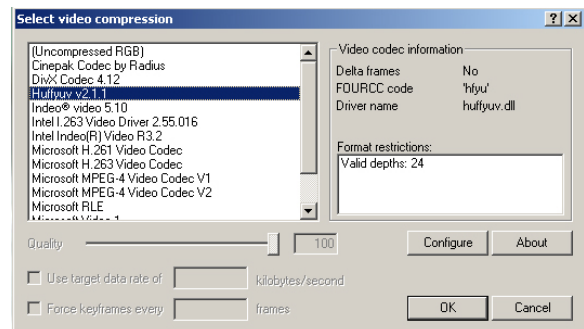 Select video compression
(Uncompressed RGB)
Cinepak Codec by Radius
DivX Codec 4.12
Huffyuv v2.1.1
Indeo® video 5.10
Intel I.263 Video Driver 2.55.016
Intel Indeo(R) Video R3.2
Microsoft H.261 Video Codec
Microsoft H.263 Video Codec
Microsoft MPEG-4 Video Codec V1
Microsoft MPEG-4 Video Codec V2
Microsoft RLE
Microsoft Video 1
Video codec information
Delta frames No
FOURCC code 'hfyu'
Driver name huffyuv.dll
Format restrictions:
Valid depths: 24
Quality 100
Configure About
Use target data rate of kilobytes/second
Force keyframes every frames
OK Cancel